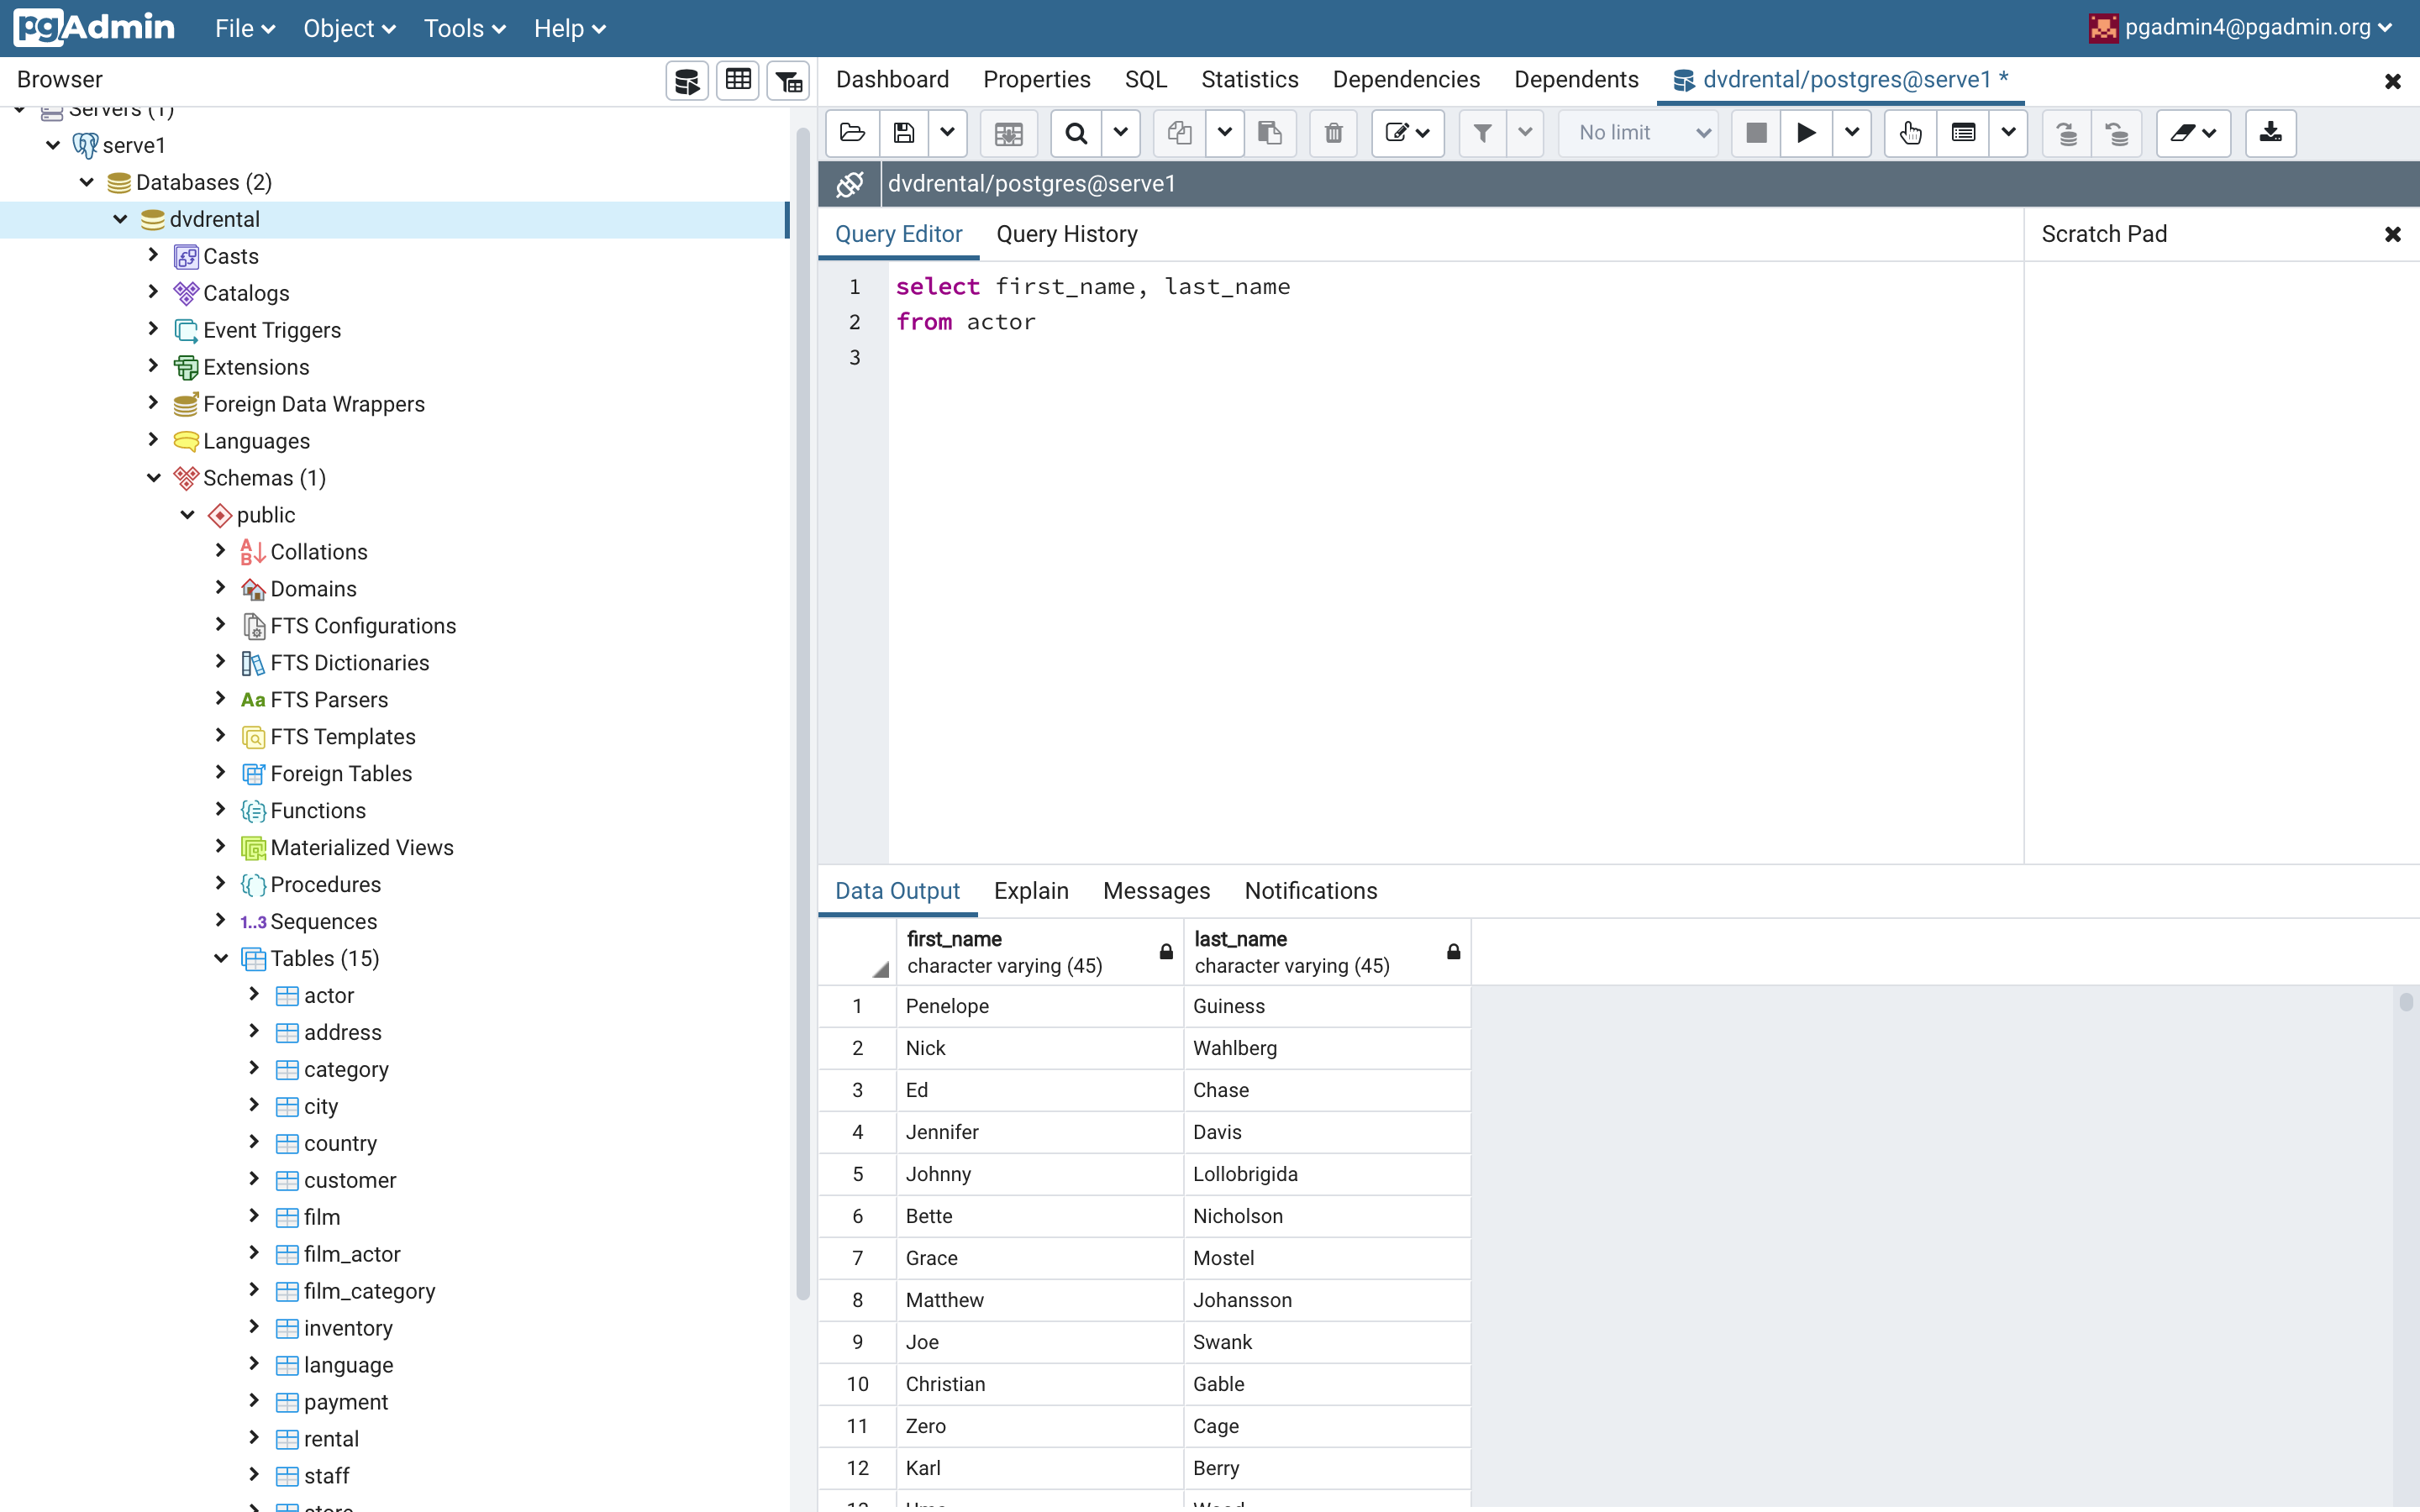 pgAdmin File Object Tools Help pgadmin4@pgadmin.org
Browser
Dashboard Properties SQL Statistics Dependencies Dependents dvdrental/postgres@serve1 *
Servers (1)
serve1
Databases (2)
dvdrental
Casts
Catalogs
Event Triggers
Extensions
Foreign Data Wrappers
Languages
Schemas (1)
public
Collations
Domains
FTS Configurations
FTS Dictionaries
Aa FTS Parsers
FTS Templates
Foreign Tables
Functions
Materialized Views
Procedures
1..3 Sequences
Tables (15)
actor
address
category
city
country
customer
film
film_actor
film_category
inventory
language
payment
rental
staff
store
No limit
dvdrental/postgres@serve1
Query Editor Query History
Scratch Pad
1 select first_name, last_name
2 from actor
3
Data Output Explain Messages Notifications
first_name last_name
character varying (45) character varying (45)
1 Penelope Guiness
2 Nick Wahlberg
3 Ed Chase
4 Jennifer Davis
5 Johnny Lollobrigida
6 Bette Nicholson
7 Grace Mostel
8 Matthew Johansson
9 Joe Swank
10 Christian Gable
11 Zero Cage
12 Karl Berry